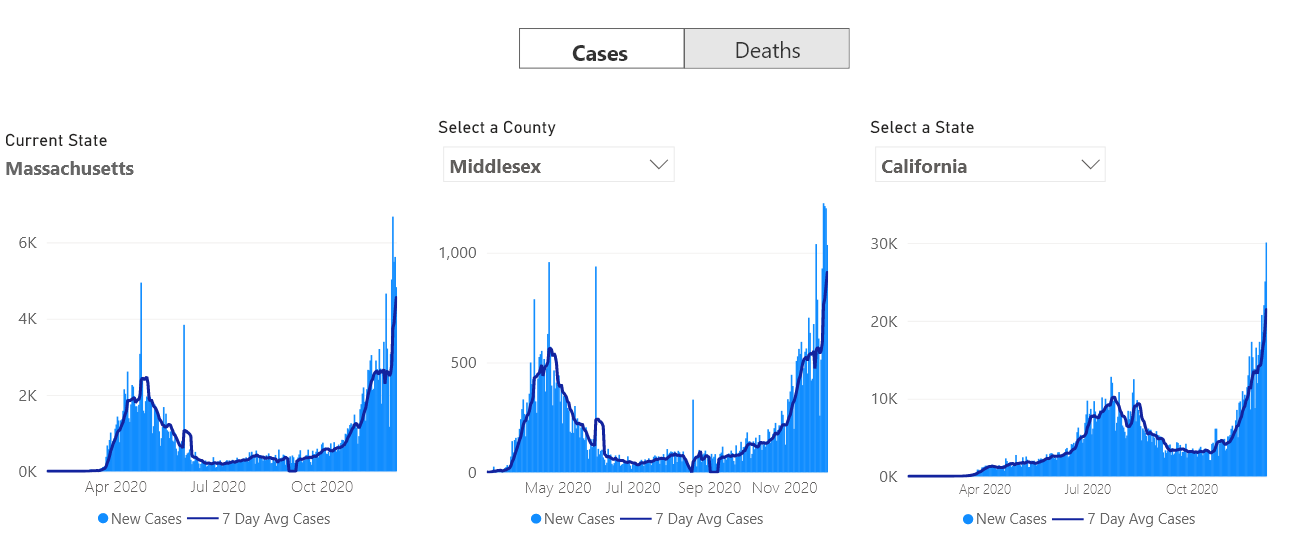 Cases
Deaths
Current State
Massachusetts
6K
4K
2K
0K
Apr 2020 Jul 2020 Oct 2020
New Cases 7 Day Avg Cases
Select a County
Middlesex
1,000
500
0
May 2020 Jul 2020 Sep 2020 Nov 2020
New Cases 7 Day Avg Cases
Select a State
California
30K
20K
10K
0K
Apr 2020 Jul 2020 Oct 2020
New Cases 7 Day Avg Cases